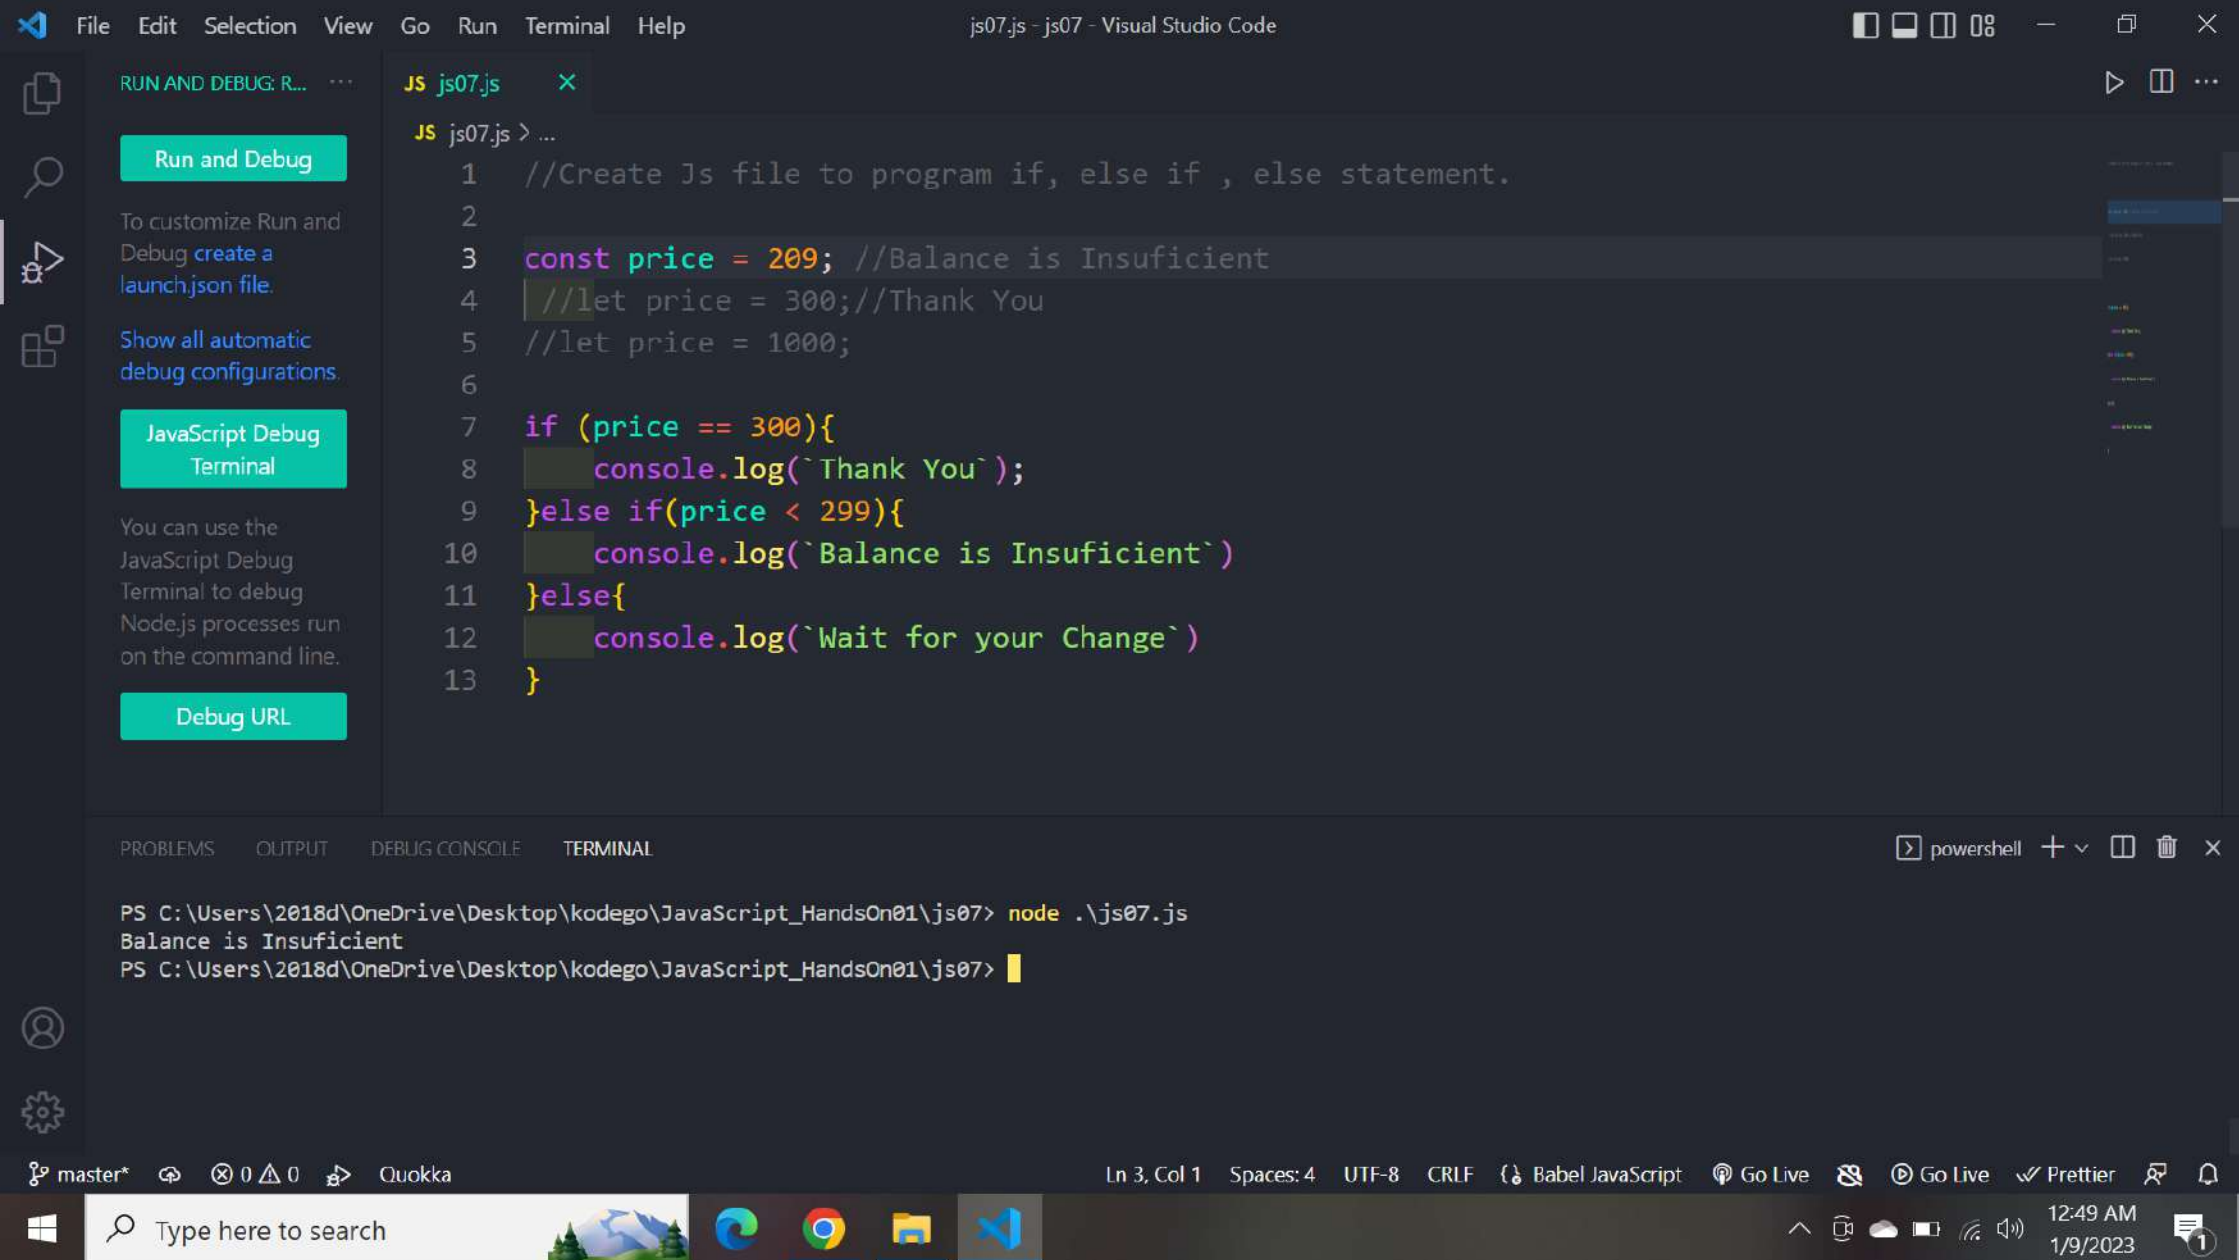 File Edit Selection View Go Run Terminal Help js07.js - js07 - Visual Studio Code
RUN AND DEBUG: R... ···
JS js07.js ×
JS js07.js > ...
Run and Debug
To customize Run and
Debug create a
launch.json file.
Show all automatic
debug configurations.
JavaScript Debug
Terminal
You can use the
JavaScript Debug
Terminal to debug
Node.js processes run
on the command line.
Debug URL
1 //Create Js file to program if, else if , else statement.
2
3 const price = 209; //Balance is Insuficient
4 //let price = 300;//Thank You
5 //let price = 1000;
6
7 if (price == 300){
8 console.log(`Thank You`);
9 }else if(price < 299){
10 console.log(`Balance is Insuficient`)
11 }else{
12 console.log(`Wait for your Change`)
13 }
PROBLEMS OUTPUT DEBUG CONSOLE TERMINAL powershell
PS C:\Users\2018d\OneDrive\Desktop\kodego\JavaScript_HandsOn01\js07> node .\js07.js
Balance is Insuficient
PS C:\Users\2018d\OneDrive\Desktop\kodego\JavaScript_HandsOn01\js07>
master* 0 0 Quokka Ln 3, Col 1 Spaces: 4 UTF-8 CRLF Babel JavaScript Go Live Go Live Prettier
Type here to search
12:49 AM
1/9/2023
1